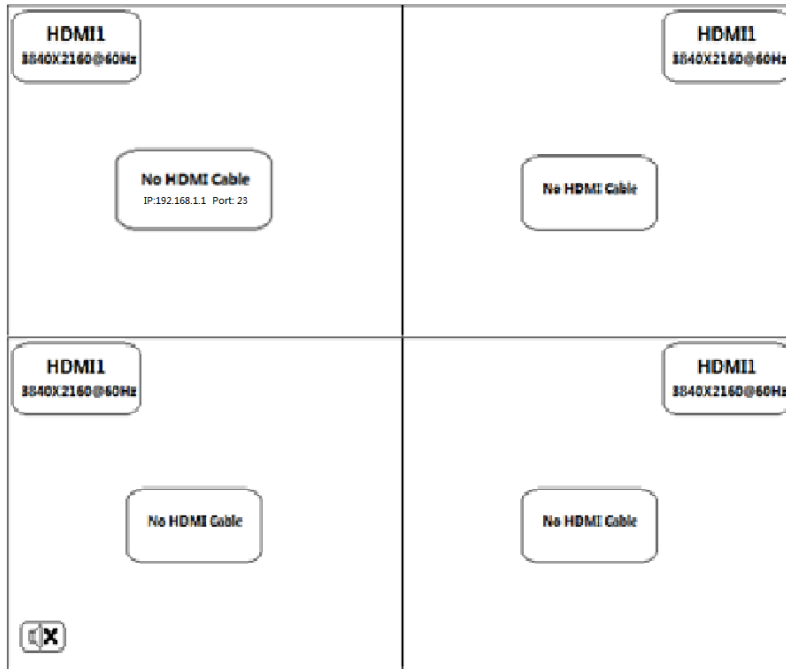 HDMI1
3840X2160@60Hz
HDMI1
3840X2160@60Hz
No HDMI Cable
IP:192.168.1.1 Port: 23
No HDMI Cable
HDMI1
3840X2160@60Hz
HDMI1
3840X2160@60Hz
No HDMI Cable
No HDMI Cable